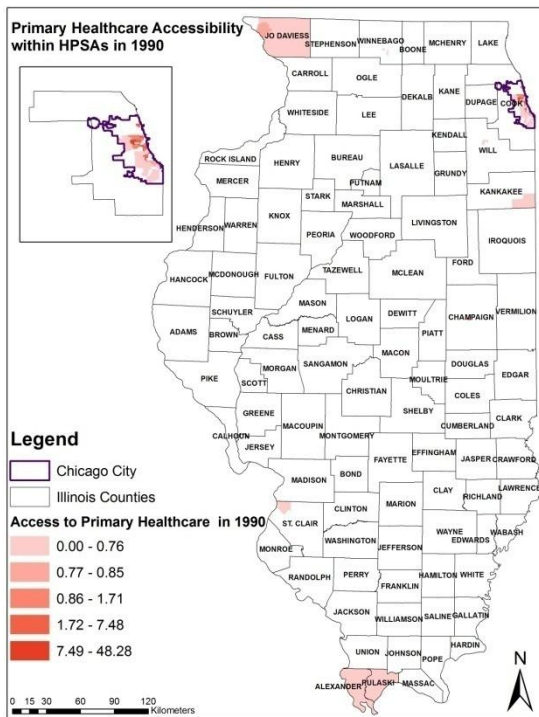 Primary Healthcare Accessibility
within HPSAs in 1990
JO DAVIESS
STEPHENSON
WINNEBAGO
BOONE
MCHENRY
LAKE
CARROLL
OGLE
DEKALB
KANE
DUPAGE
COOK
WHITESIDE
LEE
KENDALL
WILL
ROCK ISLAND
HENRY
BUREAU
LASALLE
GRUNDY
MERCER
PUTNAM
KANKAKEE
STARK
MARSHALL
KNOX
HENDERSON
WARREN
PEORIA
WOODFORD
LIVINGSTON
IROQUOIS
FORD
TAZEWELL
MCLEAN
HANCOCK
MCDONOUGH
FULTON
MASON
SCHUYLER
LOGAN
DEWITT
CHAMPAIGN
VERMILION
ADAMS
BROWN
CASS
MENARD
PIATT
MACON
MORGAN
SANGAMON
DOUGLAS
EDGAR
PIKE
SCOTT
CHRISTIAN
MOULTRIE
COLES
SHELBY
GREENE
MACOUPIN
CUMBERLAND
CLARK
CALHOUN
JERSEY
MONTGOMERY
FAYETTE
EFFINGHAM
JASPER
CRAWFORD
MADISON
BOND
CLAY
RICHLAND
LAWRENCE
CLINTON
MARION
ST. CLAIR
WAYNE
EDWARDS
WABASH
WASHINGTON
JEFFERSON
MONROE
RANDOLPH
PERRY
HAMILTON
WHITE
FRANKLIN
JACKSON
WILLIAMSON
SALINE
GALLATIN
UNION
JOHNSON
POPE
HARDIN
ALEXANDER
PULASKI
MASSAC
Legend
Chicago City
Illinois Counties
Access to Primary Healthcare in 1990
0.00 - 0.76
0.77 - 0.85
0.86 - 1.71
1.72 - 7.48
7.49 - 48.28
0 15 30 60 90 120
Kilometers
N